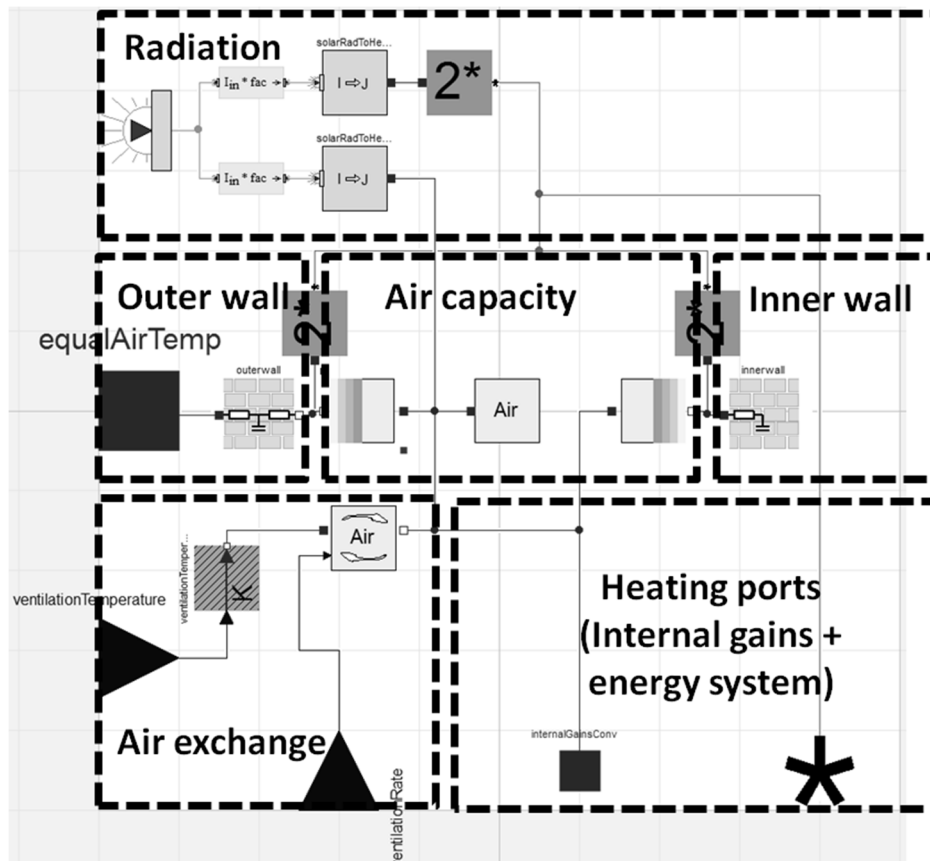 Radiation
solarRadToHe...
I_in * fac
I ⇨ J
2*
solarRadToHe...
I_in * fac
I ⇨ J
Outer wall
Air capacity
Inner wall
2*
2*
equalAirTemp
outerwall
innerwall
Air
Air
ventilationTemper...
K
ventilationTemperature
Heating ports
(Internal gains +
energy system)
internalGainsConv
Air exchange
entilationRate